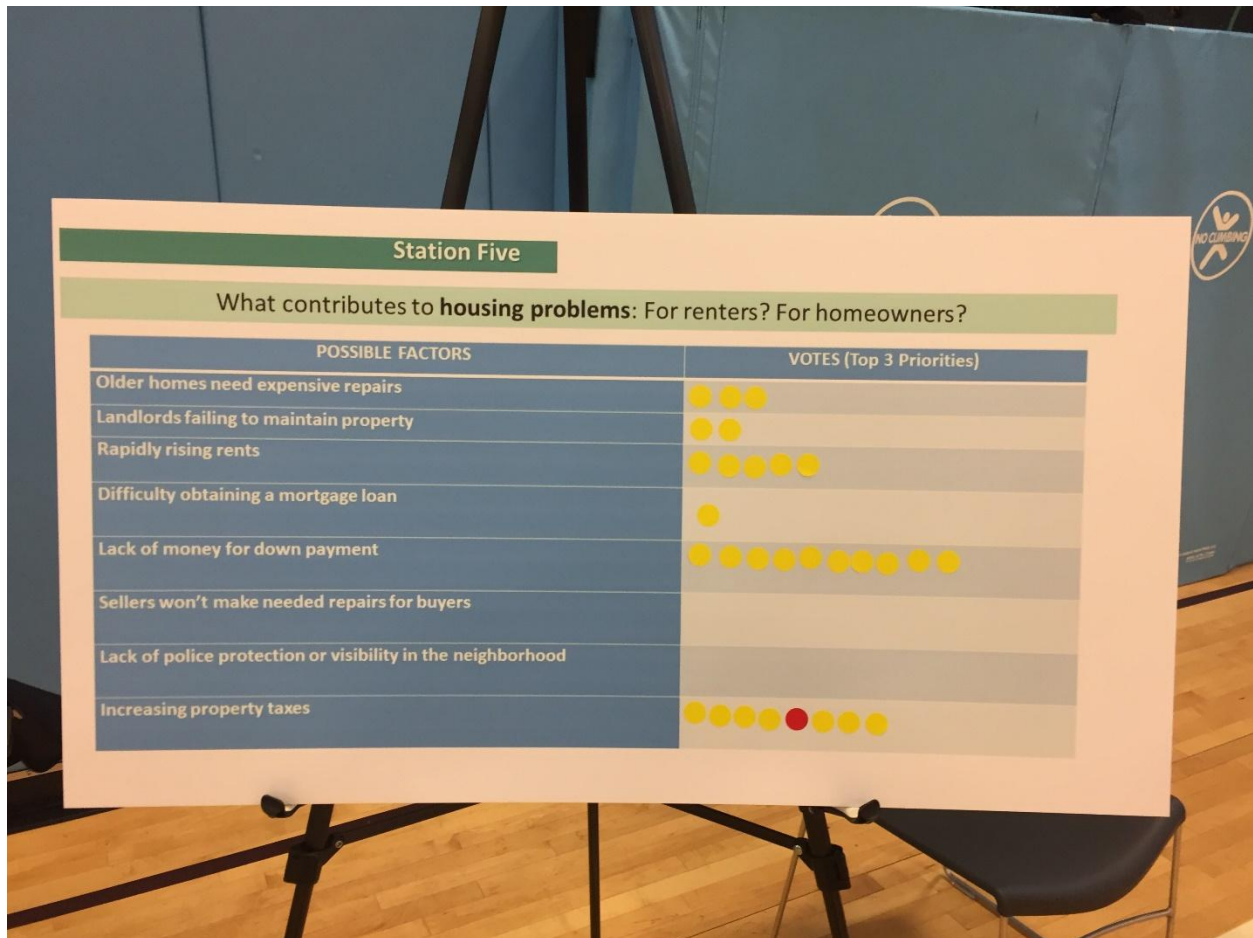 Station Five
What contributes to housing problems: For renters? For homeowners?
POSSIBLE FACTORS
VOTES (Top 3 Priorities)
Older homes need expensive repairs
Landlords failing to maintain property
Rapidly rising rents
Difficulty obtaining a mortgage loan
Lack of money for down payment
Sellers won't make needed repairs for buyers
Lack of police protection or visibility in the neighborhood
Increasing property taxes
NO CLIMBING